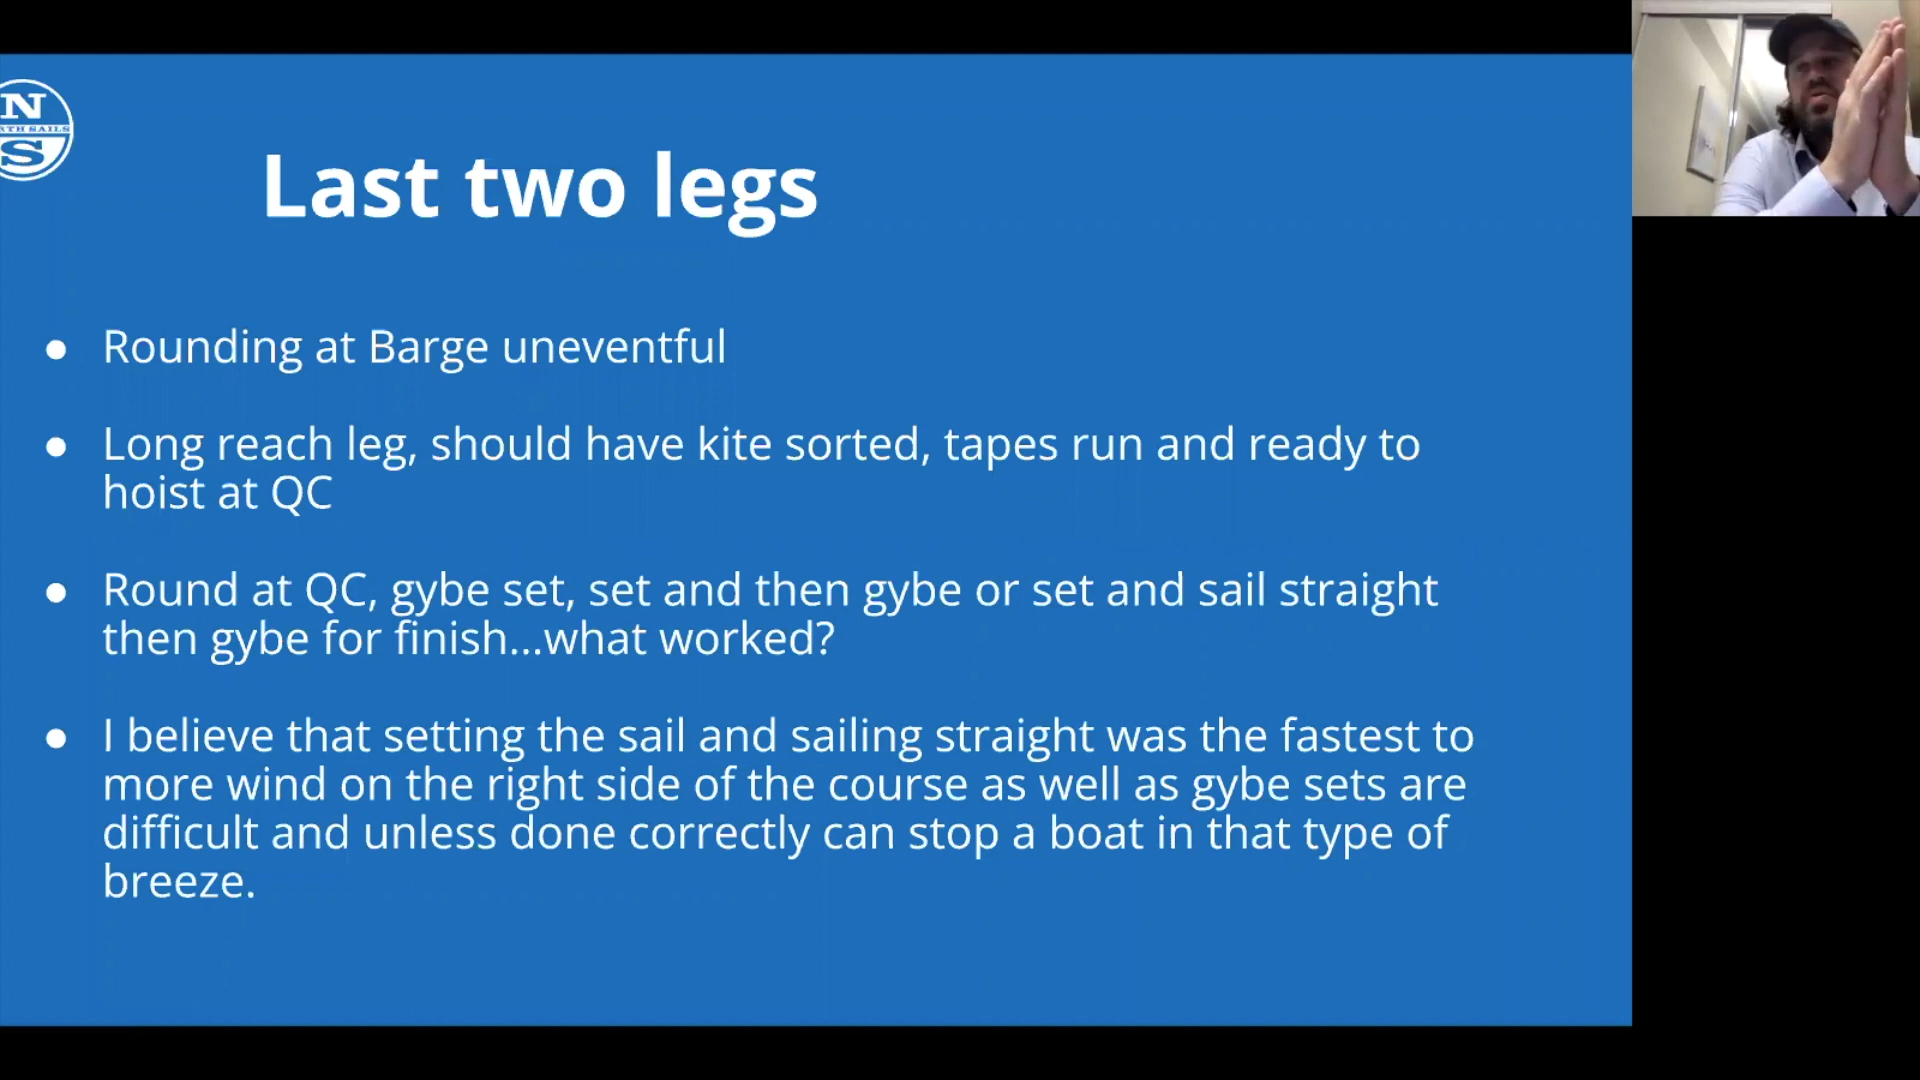 N
RTH SAILS
S
Last two legs
● Rounding at Barge uneventful
● Long reach leg, should have kite sorted, tapes run and ready to
hoist at QC
● Round at QC, gybe set, set and then gybe or set and sail straight
then gybe for finish...what worked?
● I believe that setting the sail and sailing straight was the fastest to
more wind on the right side of the course as well as gybe sets are
difficult and unless done correctly can stop a boat in that type of
breeze.